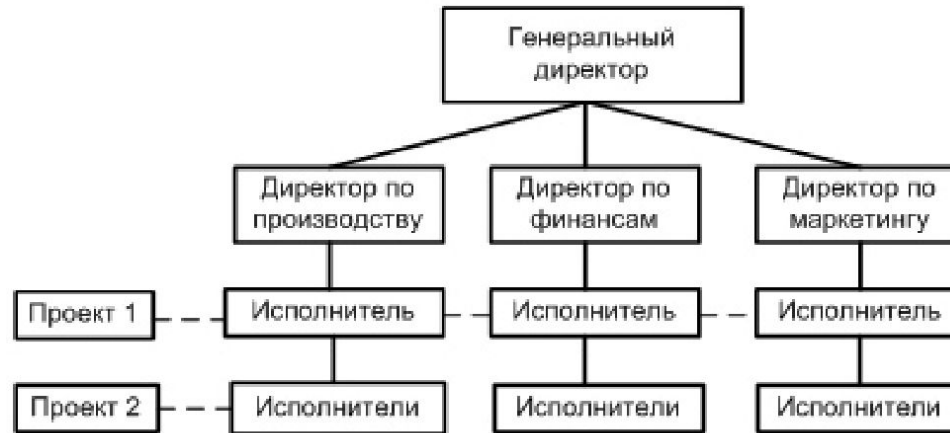 Генеральный
директор
Директор по
производству
Директор по
финансам
Директор по
маркетингу
Проект 1
Исполнитель
Исполнитель
Исполнитель
Проект 2
Исполнители
Исполнители
Исполнители